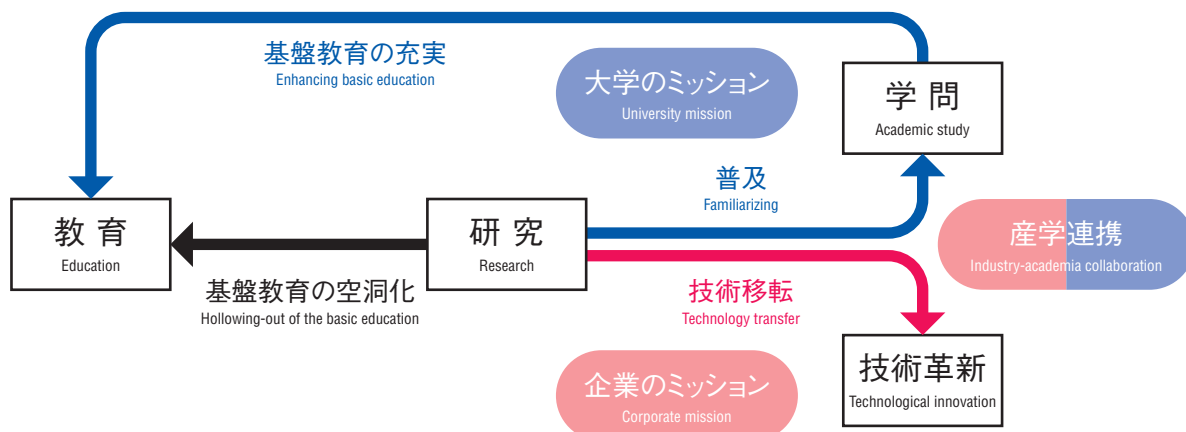 基盤教育の充実
Enhancing basic education
大学のミッション
University mission
学 問
Academic study
普及
Familiarizing
教 育
Education
研 究
Research
産学連携
Industry-academia collaboration
基盤教育の空洞化
Hollowing-out of the basic education
技術移転
Technology transfer
企業のミッション
Corporate mission
技術革新
Technological innovation